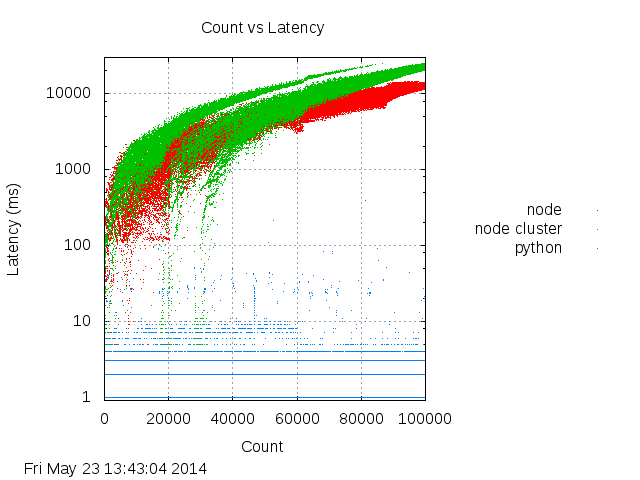 Count vs Latency
10000
1000
100
10
1
Latency (ms)
0 20000 40000 60000 80000 100000
Count
node
node cluster
python
Fri May 23 13:43:04 2014